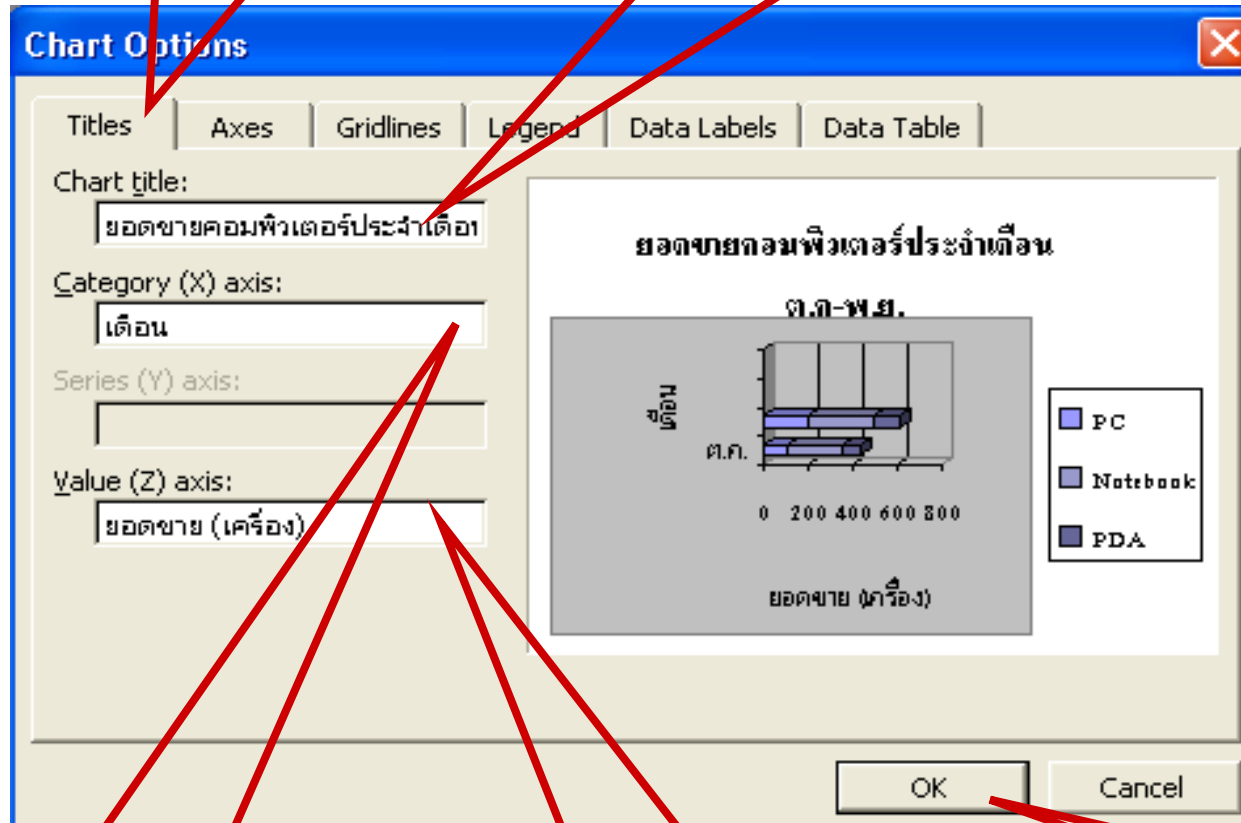 Chart Options
Titles Axes Gridlines Legend Data Labels Data Table
Chart title:
ยอดขายคอมพิวเตอร์ประจำเดือน
Category (X) axis:
เดือน
Series (Y) axis:
Value (Z) axis:
ยอดขาย (เครื่อง)
ยอดขายคอมพิวเตอร์ประจำเดือน
ต.ค-พ.ย.
เดือน
ต.ค.
0 200 400 600 800
ยอดขาย (เครื่อง)
PC
Notebook
PDA
OK Cancel